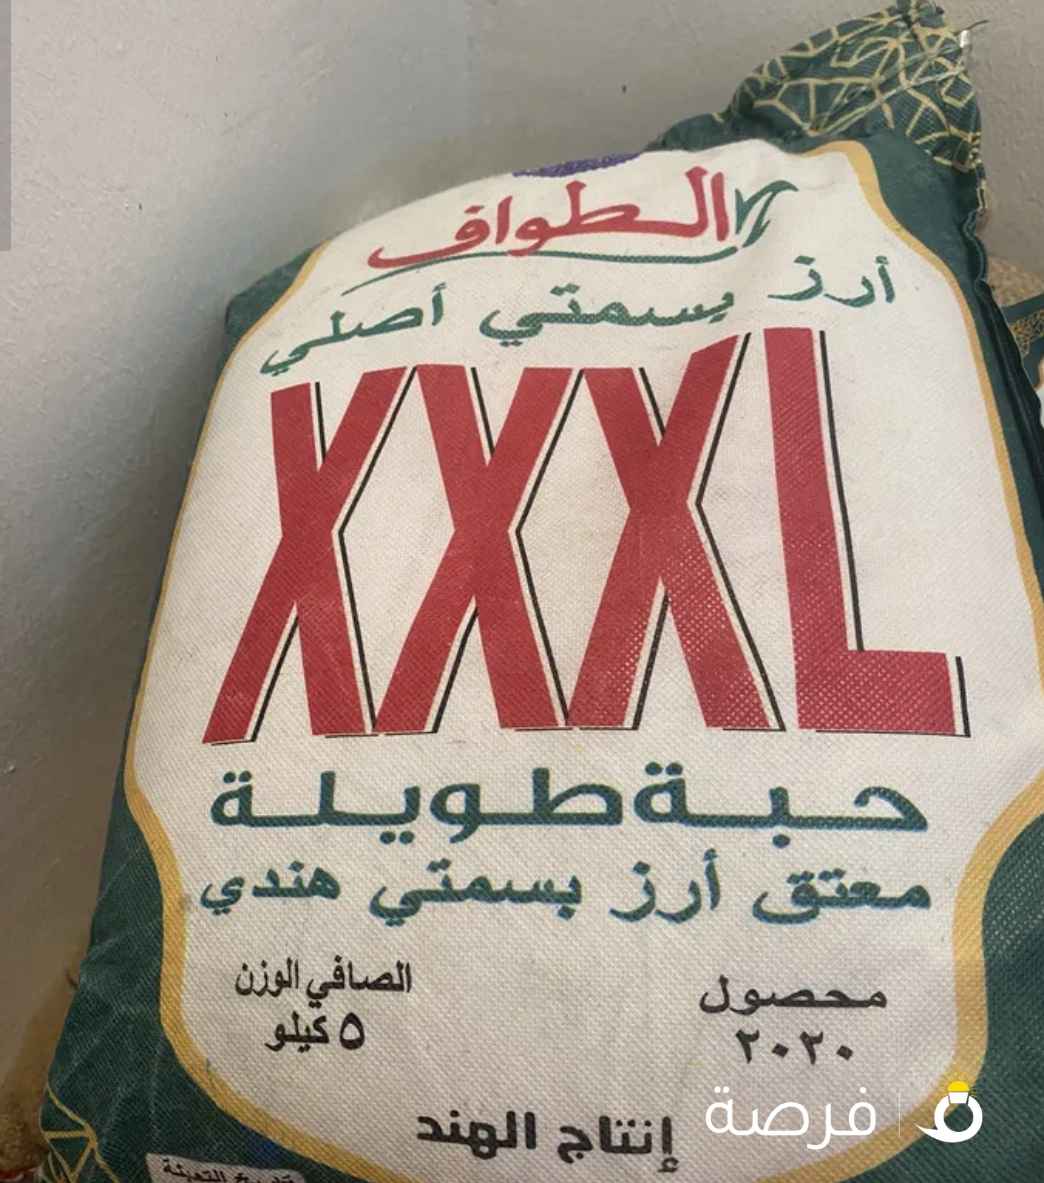 الطواف
أرز بسمتي أصلي
XXXL
حبة طويلة
معتق أرز بسمتي هندي
محصول
٢٠٢٠
الصافي الوزن
٥ كيلو
إنتاج الهند
فرصة